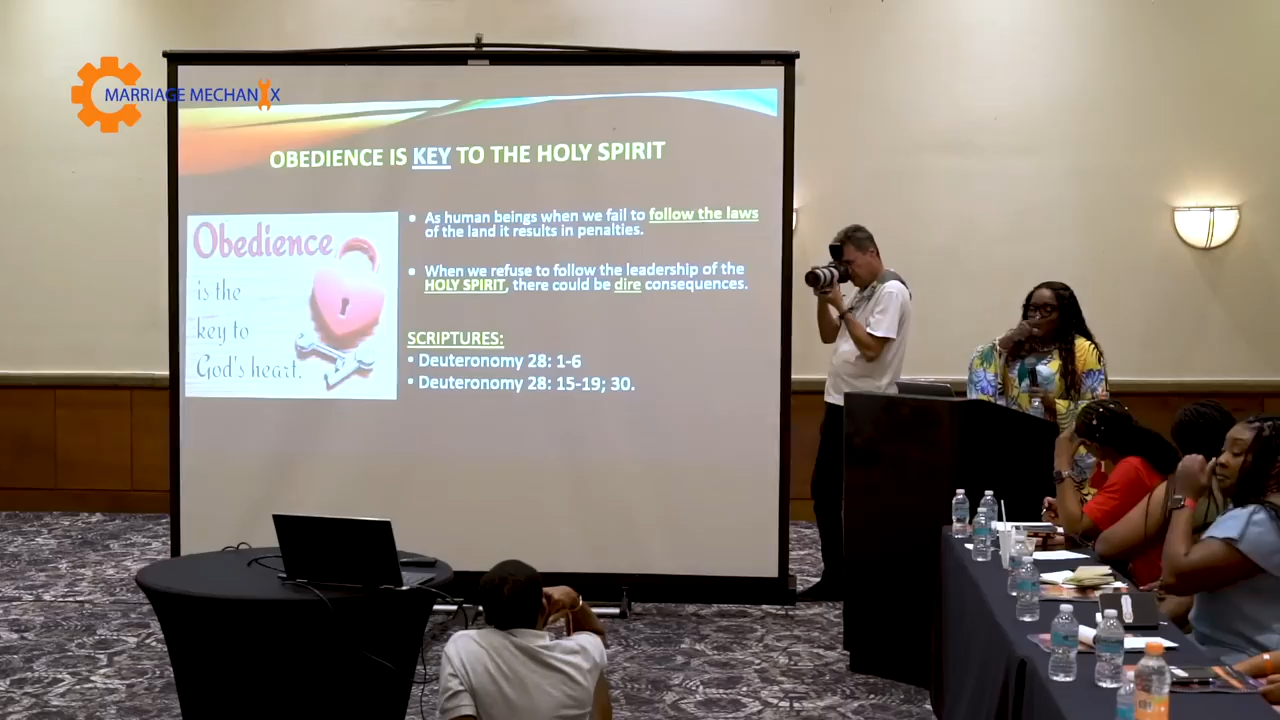 MARRIAGE MECHANIX
OBEDIENCE IS KEY TO THE HOLY SPIRIT
Obedience
is the
key to
God's heart.
• As human beings when we fail to follow the laws
of the land it results in penalties.
• When we refuse to follow the leadership of the
HOLY SPIRIT, there could be dire consequences.
SCRIPTURES:
• Deuteronomy 28: 1-6
• Deuteronomy 28: 15-19; 30.